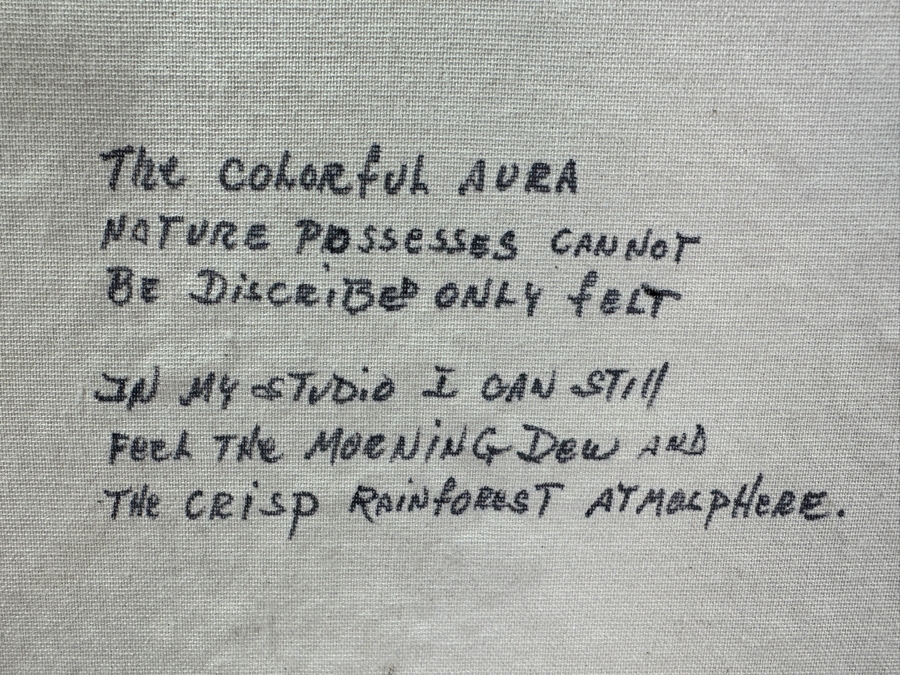 The Colorful AURA
NATURE POSSESSES CANNOT
BE DiSCRiBED ONLY fELT
IN MY STUDiO I CAN STill
FEEL THE MORNiNG DEW AND
THE CRiSP RAiNfOREST ATMOSPHERE.